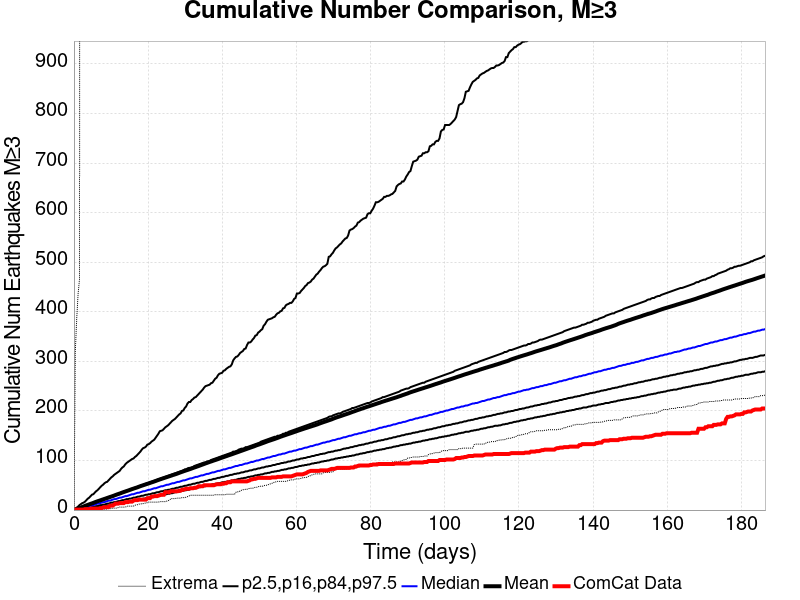 Cumulative Number Comparison, M≥3
Cumulative Num Earthquakes M≥3
900
800
700
600
500
400
300
200
100
0
0 20 40 60 80 100 120 140 160 180
Time (days)
Extrema p2.5,p16,p84,p97.5 Median Mean ComCat Data